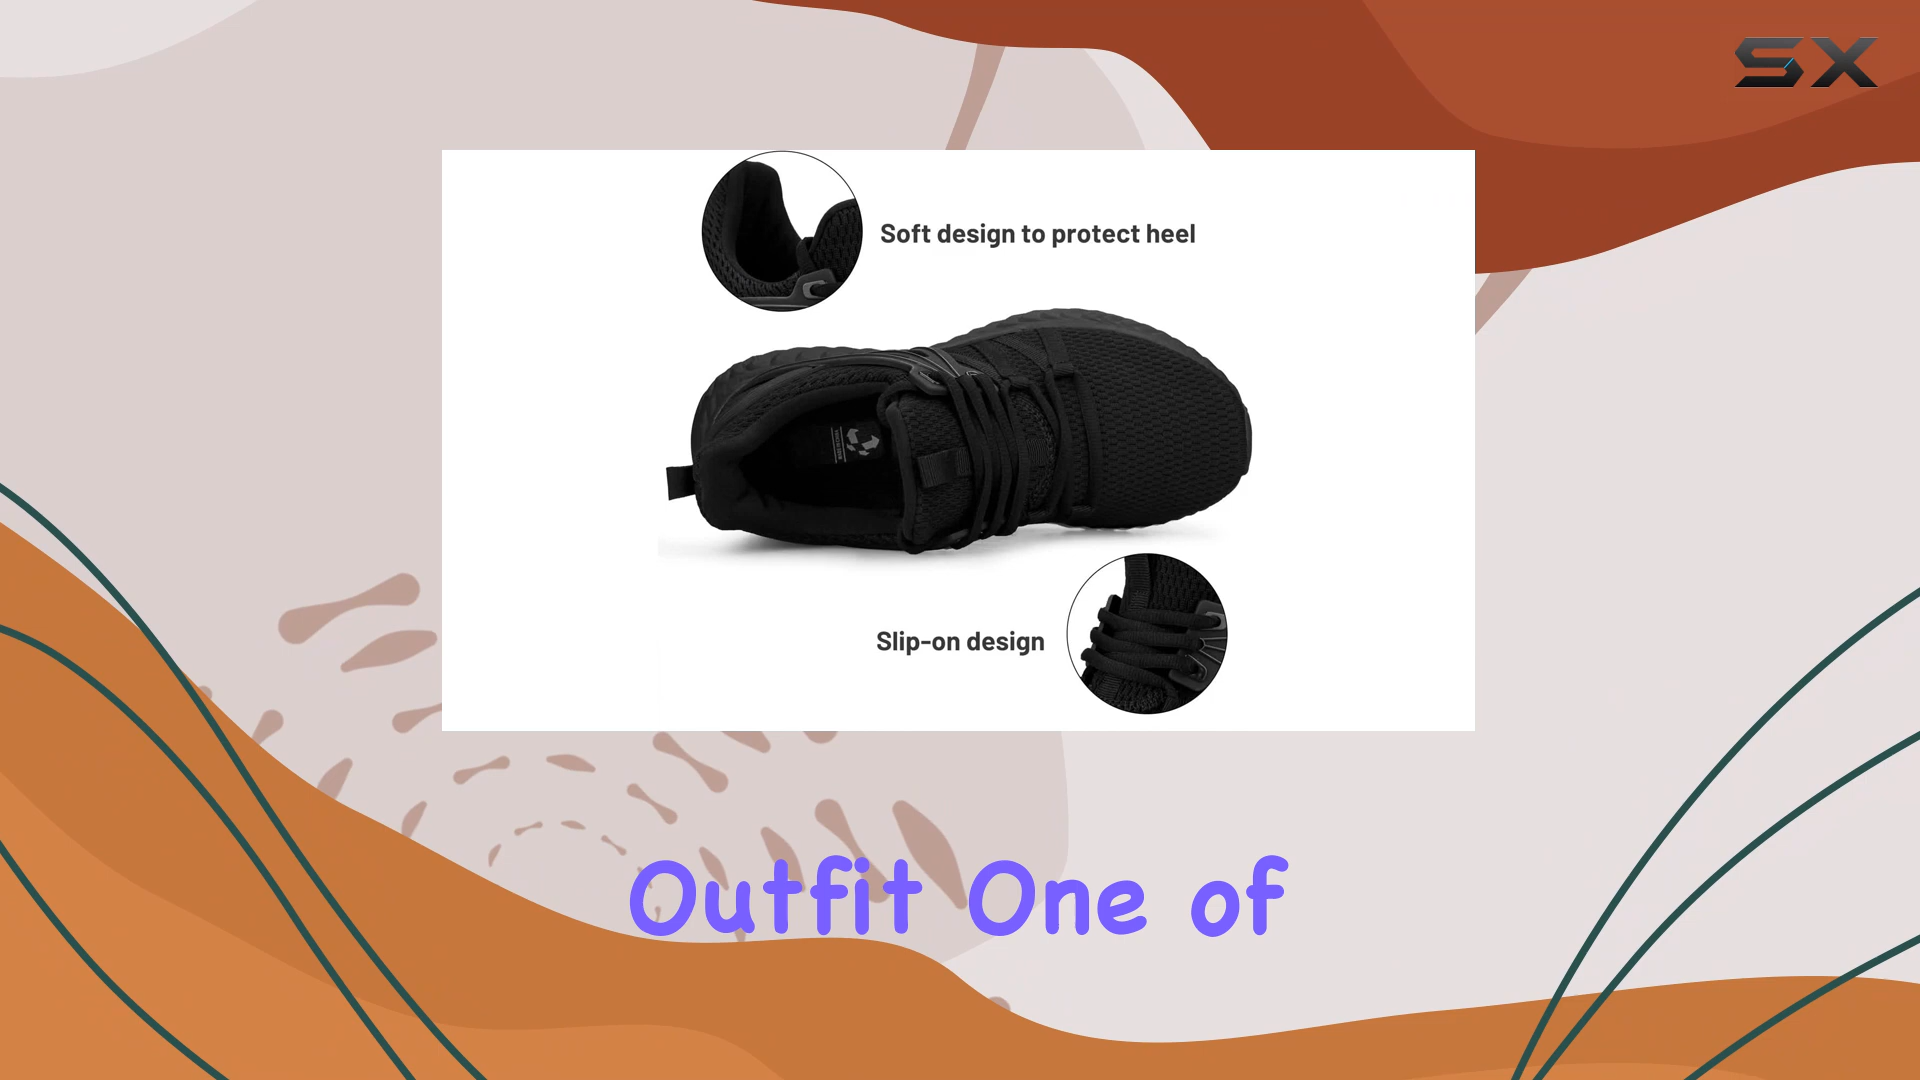 SX
Soft design to protect heel
Slip-on design
Outfit One of